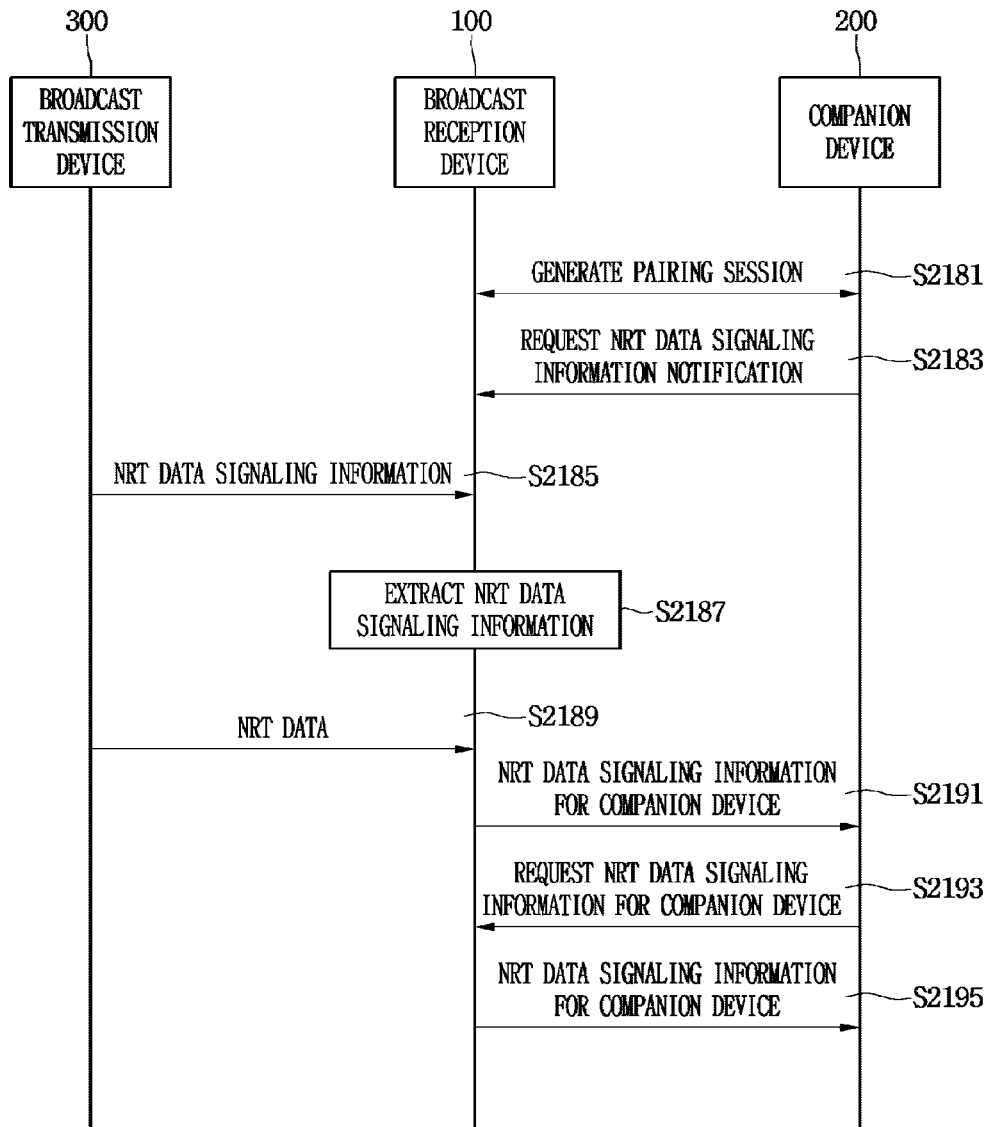 300
100
200
BROADCAST
TRANSMISSION
DEVICE
BROADCAST
RECEPTION
DEVICE
COMPANION
DEVICE
GENERATE PAIRING SESSION
S2181
REQUEST NRT DATA SIGNALING
INFORMATION NOTIFICATION
S2183
NRT DATA SIGNALING INFORMATION
S2185
EXTRACT NRT DATA
SIGNALING INFORMATION
S2187
NRT DATA
S2189
NRT DATA SIGNALING INFORMATION
FOR COMPANION DEVICE
S2191
REQUEST NRT DATA SIGNALING
INFORMATION FOR COMPANION DEVICE
S2193
NRT DATA SIGNALING INFORMATION
FOR COMPANION DEVICE
S2195